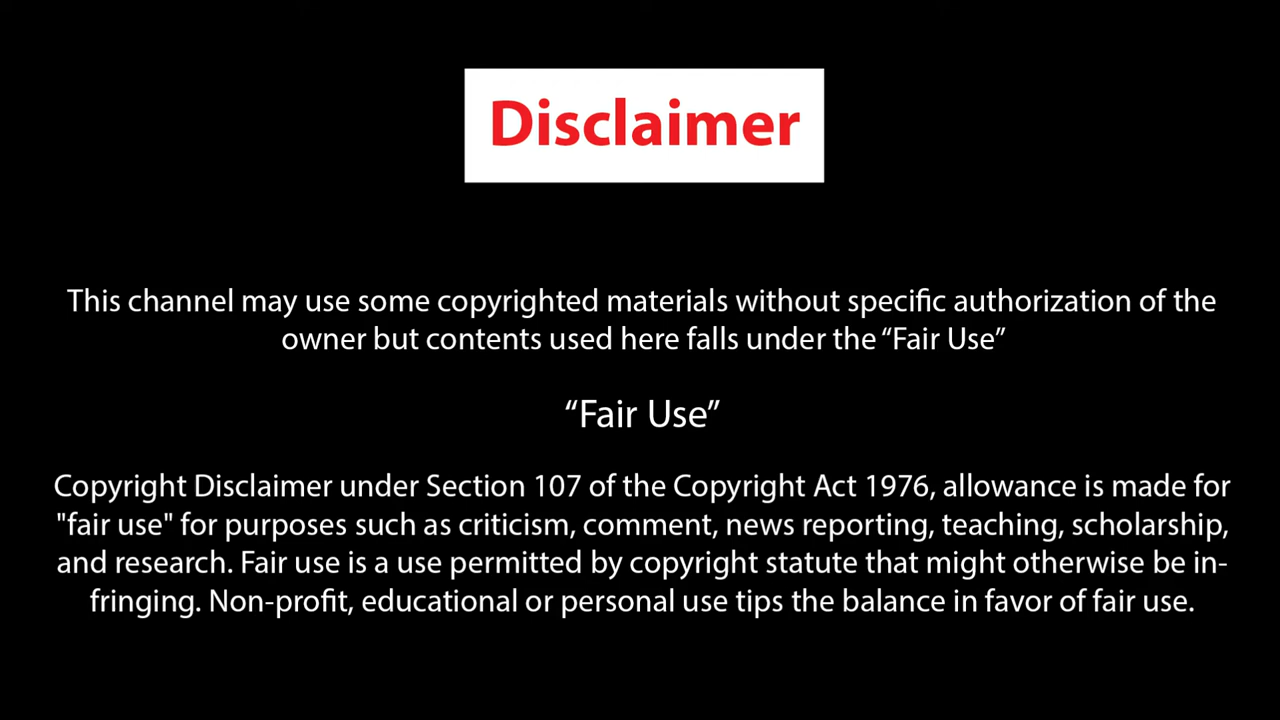 Disclaimer
This channel may use some copyrighted materials without specific authorization of the
owner but contents used here falls under the “Fair Use”
“Fair Use”
Copyright Disclaimer under Section 107 of the Copyright Act 1976, allowance is made for
"fair use" for purposes such as criticism, comment, news reporting, teaching, scholarship,
and research. Fair use is a use permitted by copyright statute that might otherwise be in-
fringing. Non-profit, educational or personal use tips the balance in favor of fair use.